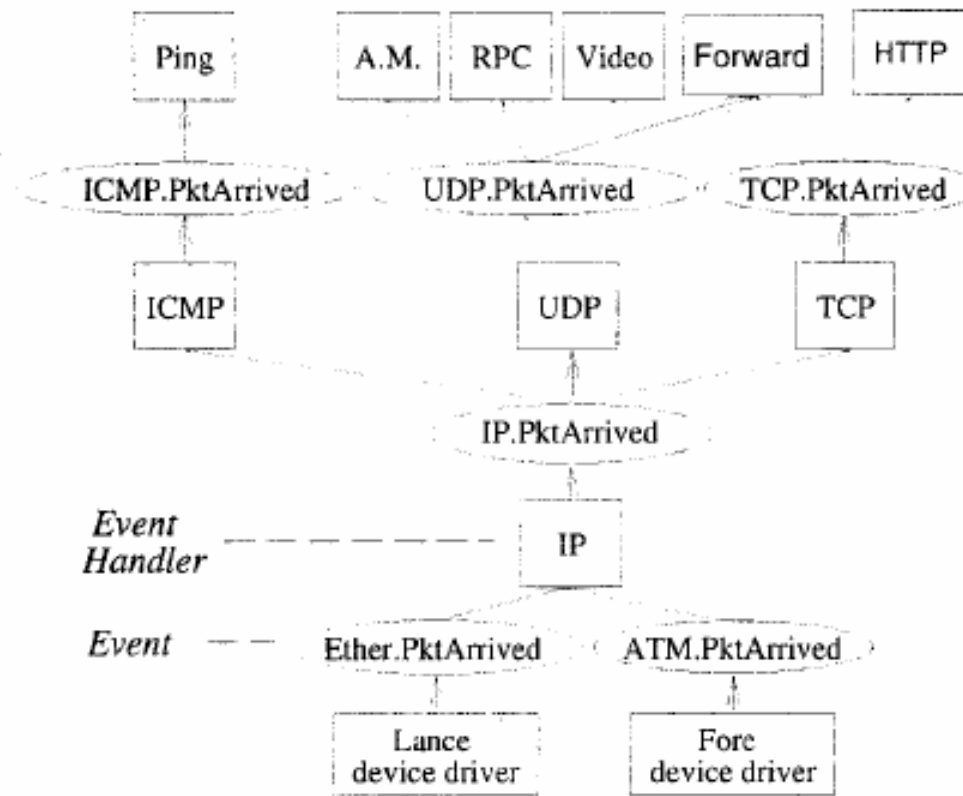 Ping A.M. RPC Video Forward HTTP
ICMP.PktArrived UDP.PktArrived TCP.PktArrived
ICMP UDP TCP
IP.PktArrived
Event
Handler
IP
Event
Ether.PktArrived ATM.PktArrived
Lance
device driver
Fore
device driver